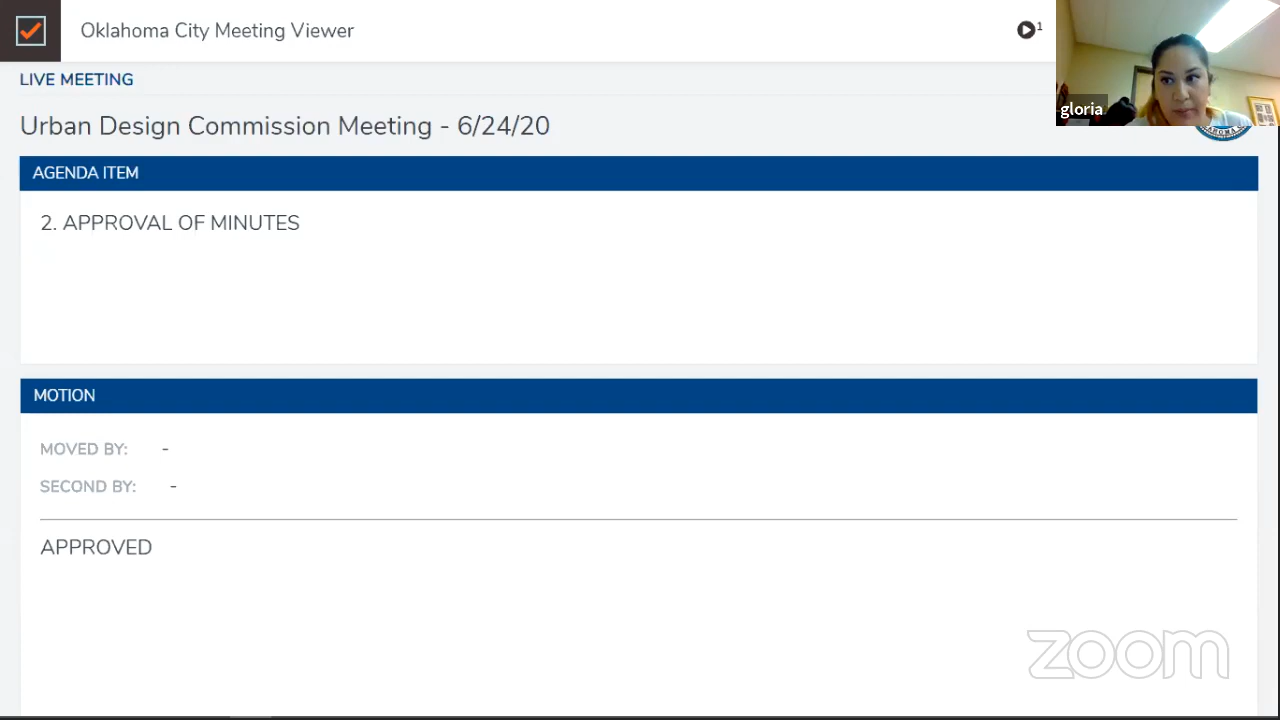 Oklahoma City Meeting Viewer
1
LIVE MEETING
gloria
Urban Design Commission Meeting - 6/24/20
AGENDA ITEM
2. APPROVAL OF MINUTES
MOTION
MOVED BY: -
SECOND BY: -
APPROVED
zoom